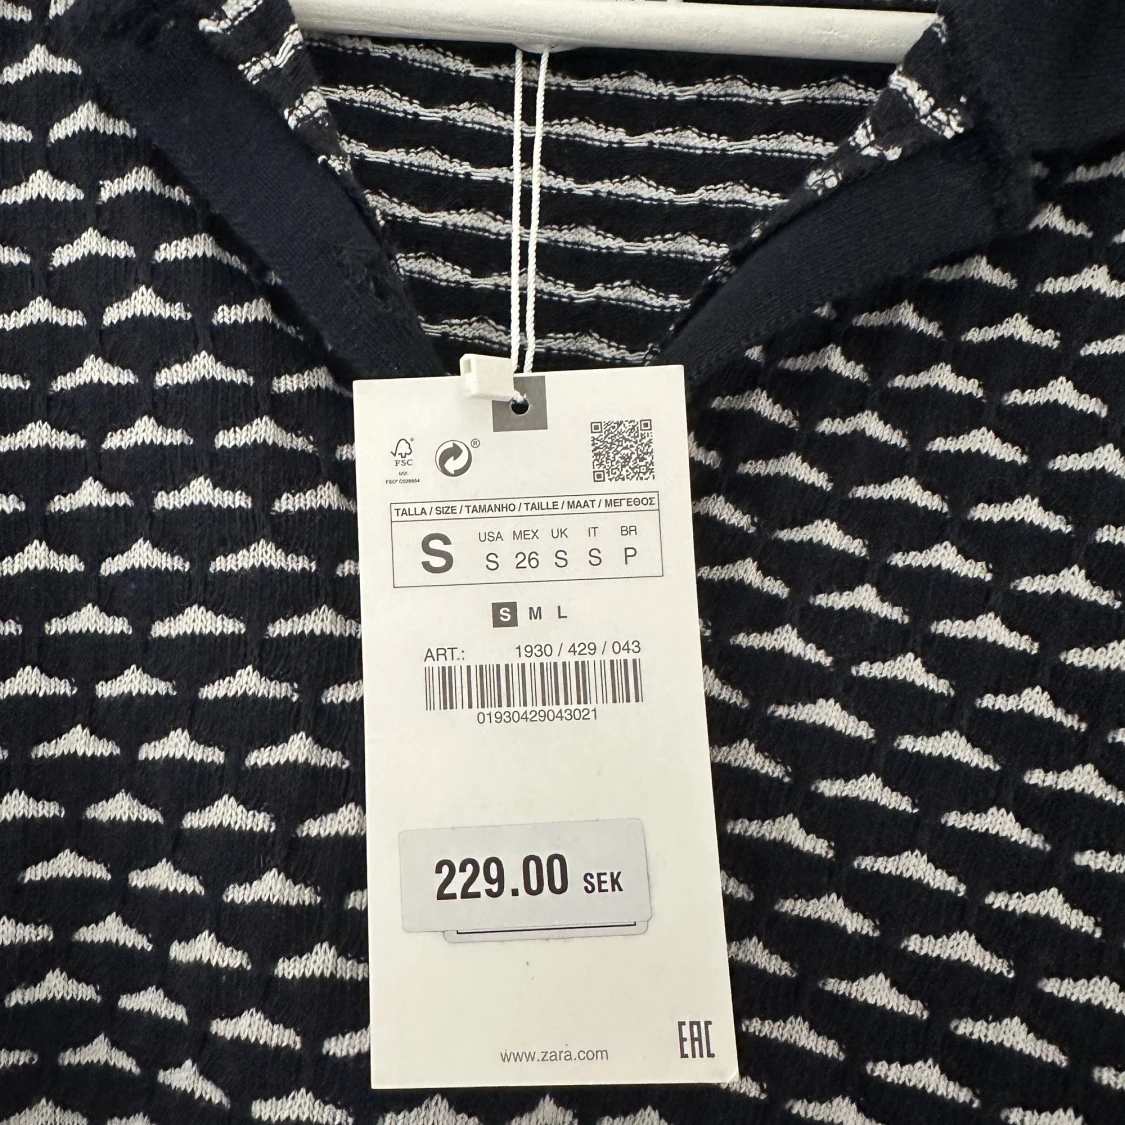 ®
FSC
TALLA / SIZE / TAMANHO / TAILLE / MAAT / ΜΕΓΕΘΟΣ
USA MEX UK IT BR
S S 26 S S P
S M L
ART.: 1930 / 429 / 043
01930429043021
229.00 SEK
EAC
www.zara.com